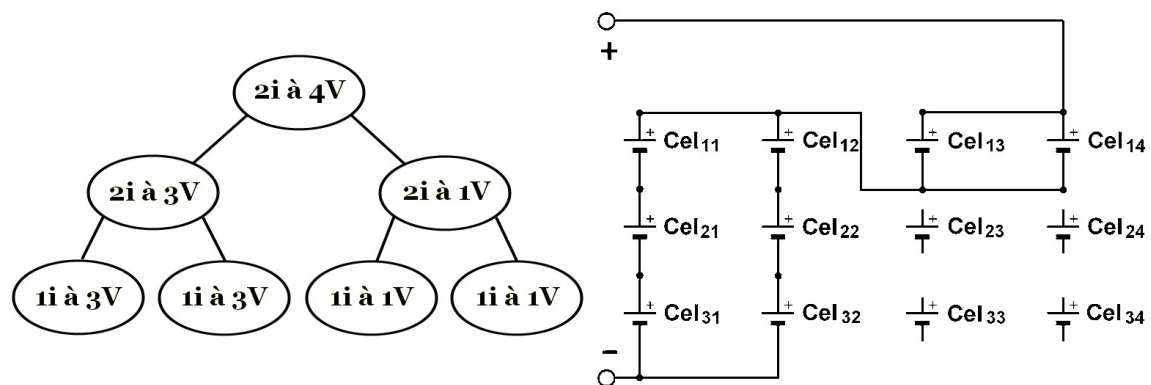 2i à 4V
2i à 3V 2i à 1V
1i à 3V 1i à 3V 1i à 1V 1i à 1V
+
+ Cel11 + Cel12 + Cel13 + Cel14
+ Cel21 + Cel22 + Cel23 + Cel24
+ Cel31 + Cel32 + Cel33 + Cel34
−